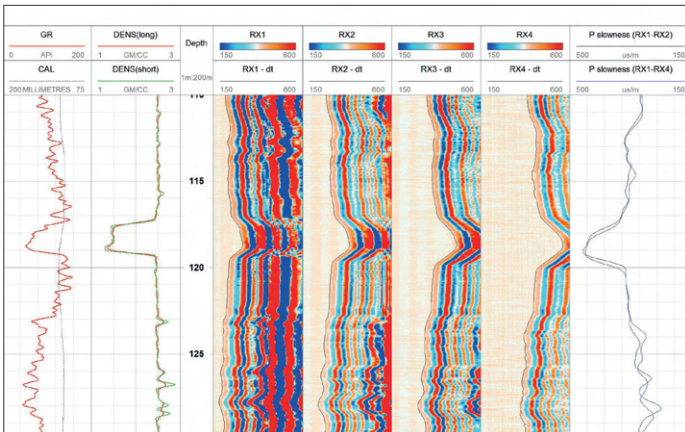 GR DENS(long) Depth RX1 RX2 RX3 RX4 P slowness (RX1-RX2)
0 API 200 1 GM/CC 3 150 600 150 600 150 600 150 600 500 us/m 150
CAL DENS(short) 1m:200m RX1 - dt RX2 - dt RX3 - dt RX4 - dt P slowness (RX1-RX4)
200 MILLIMETRES 75 1 GM/CC 3 150 600 150 600 150 600 150 600 500 us/m 150
110
115
120
125